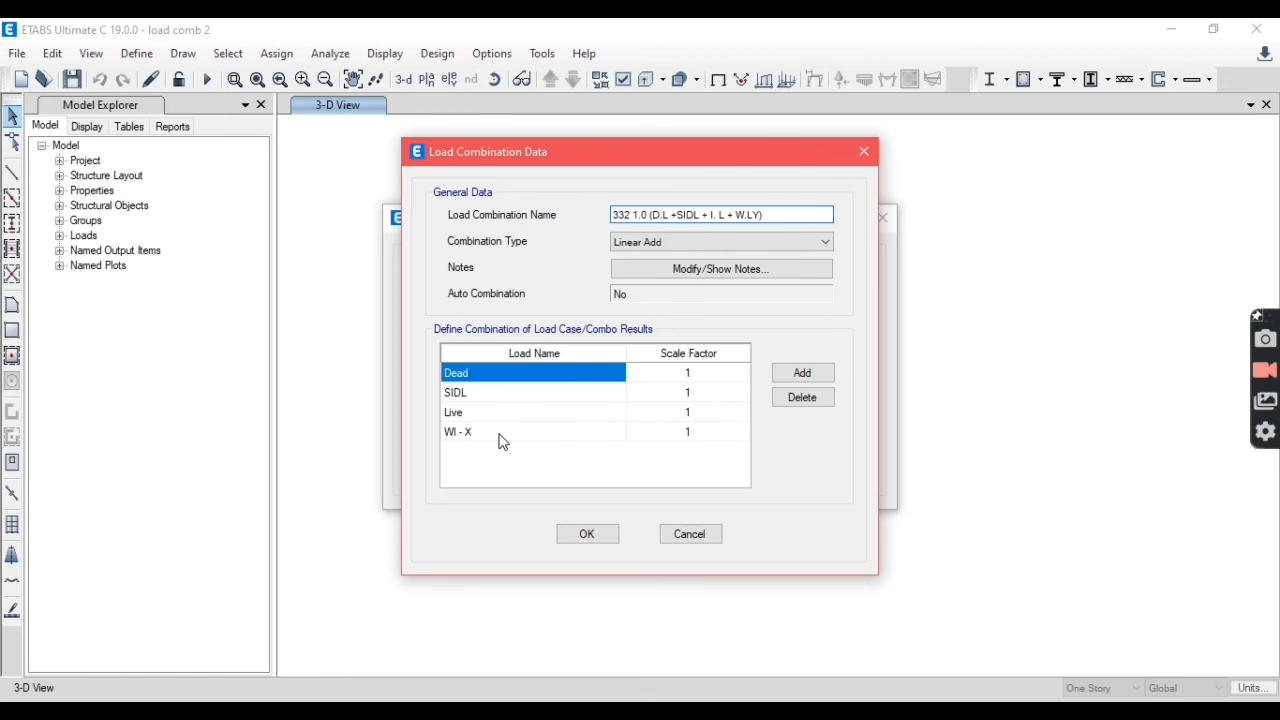 ETABS Ultimate C 19.0.0 - load comb 2
File Edit View Define Draw Select Assign Analyze Display Design Options Tools Help
3-d nd
Model Explorer
3-D View
Model Display Tables Reports
Model
Project
Structure Layout
Properties
Structural Objects
Groups
Loads
Named Output Items
Named Plots
Load Combination Data
General Data
Load Combination Name 332 1.0 (D.L +SIDL + I. L + W.LY)
Combination Type Linear Add
Notes Modify/Show Notes...
Auto Combination No
Define Combination of Load Case/Combo Results
Load Name Scale Factor
Dead 1 Add
SIDL 1 Delete
Live 1
Wl - X 1
OK Cancel
3-D View One Story Global Units...